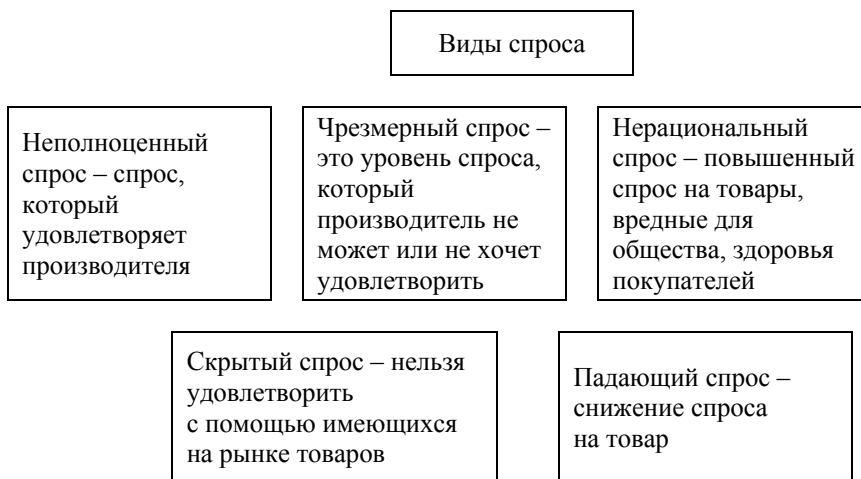 Виды спроса
Неполноценный
спрос – спрос,
который
удовлетворяет
производителя
Чрезмерный спрос –
это уровень спроса,
который
производитель не
может или не хочет
удовлетворить
Нерациональный
спрос – повышенный
спрос на товары,
вредные для
общества, здоровья
покупателей
Скрытый спрос – нельзя
удовлетворить
с помощью имеющихся
на рынке товаров
Падающий спрос –
снижение спроса
на товар